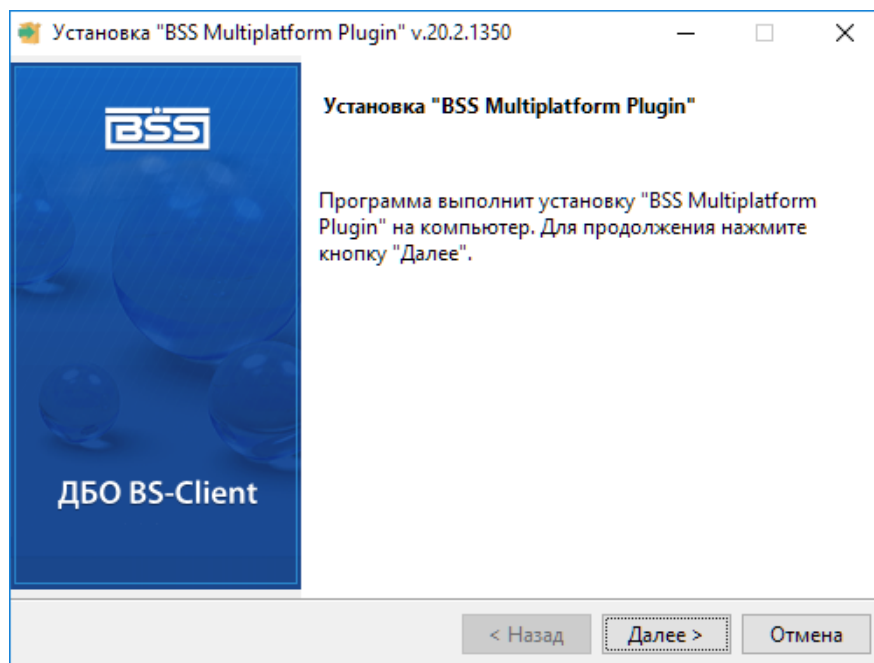 Установка "BSS Multiplatform Plugin" v.20.2.1350
BSS
Установка "BSS Multiplatform Plugin"
Программа выполнит установку "BSS Multiplatform
Plugin" на компьютер. Для продолжения нажмите
кнопку "Далее".
ДБО BS-Client
< Назад
Далее >
Отмена